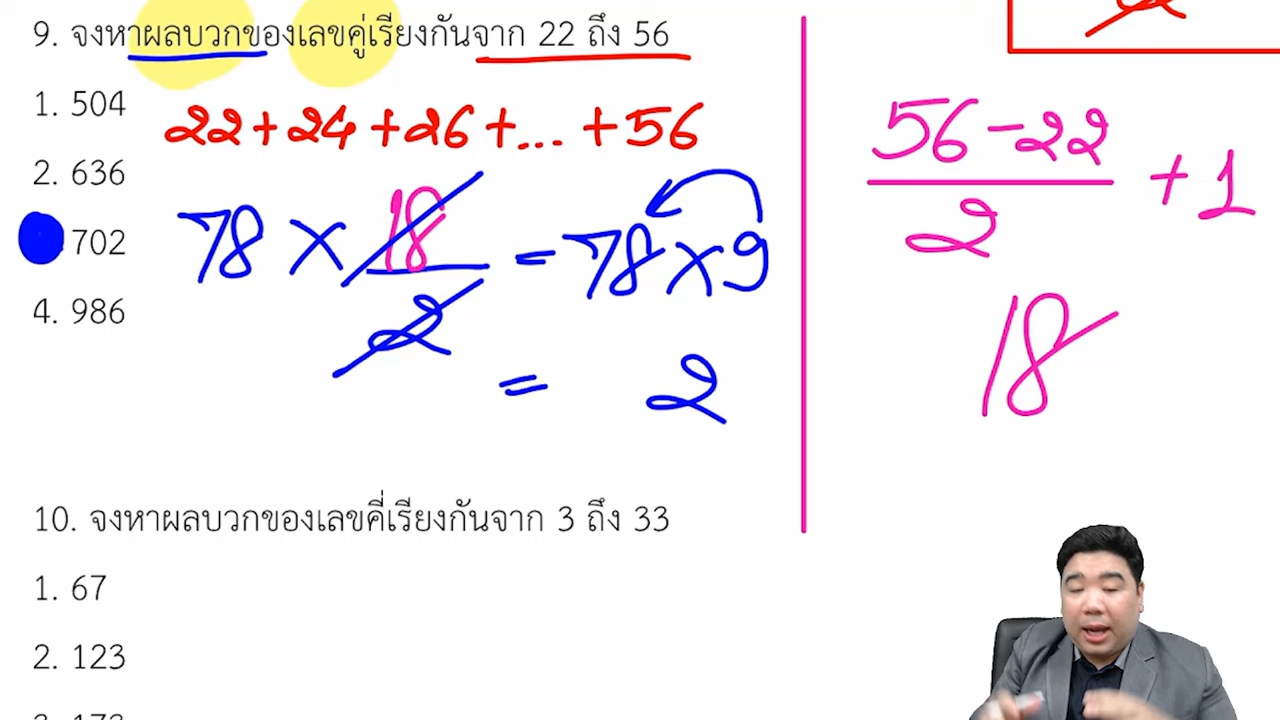 9. จงหาผลบวกของเลขคู่เรียงกันจาก 22 ถึง 56
1. 504
2. 636
702
4. 986
22 + 24 + 26 + ... + 56
78 × 18/2 = 78 × 9
= 2
(56 - 22)/2 + 1
18
10. จงหาผลบวกของเลขคี่เรียงกันจาก 3 ถึง 33
1. 67
2. 123